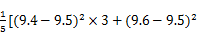 1/5[(9.4 − 9.5)² × 3 + (9.6 − 9.5)²